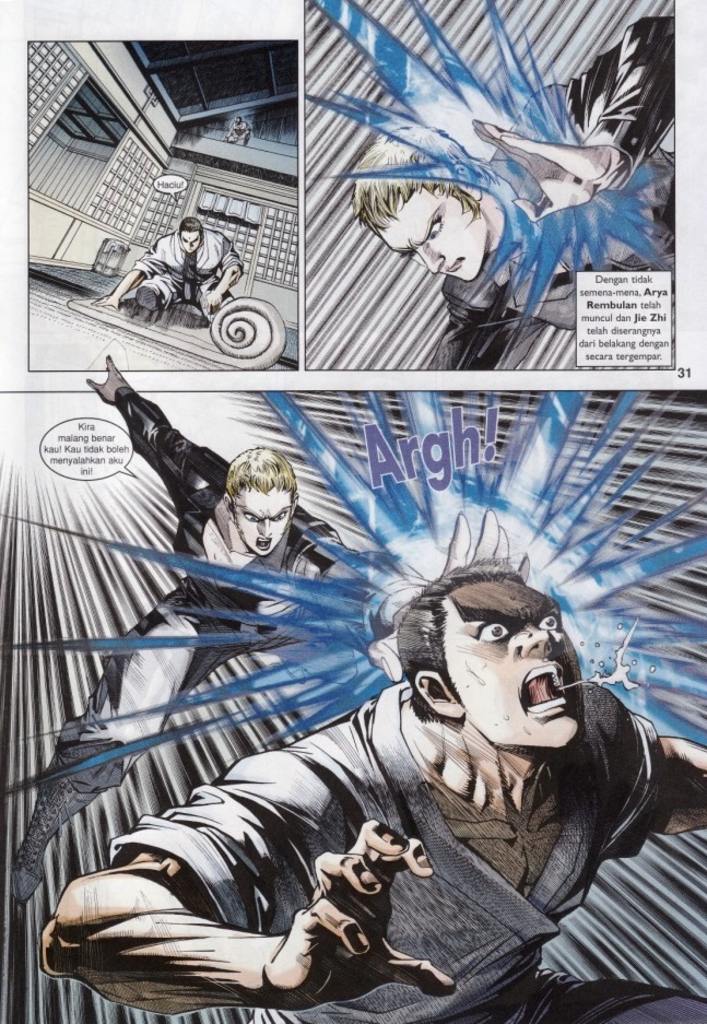 Haciu!
Dengan tidak
semena-mena, Arya
Rembulan telah
muncul dan Jie Zhi
telah diserangnya
dari belakang dengan
secara tergempar.
31
Kira
malang benar
kau! Kau tidak boleh
menyalahkan aku
ini!
Argh!